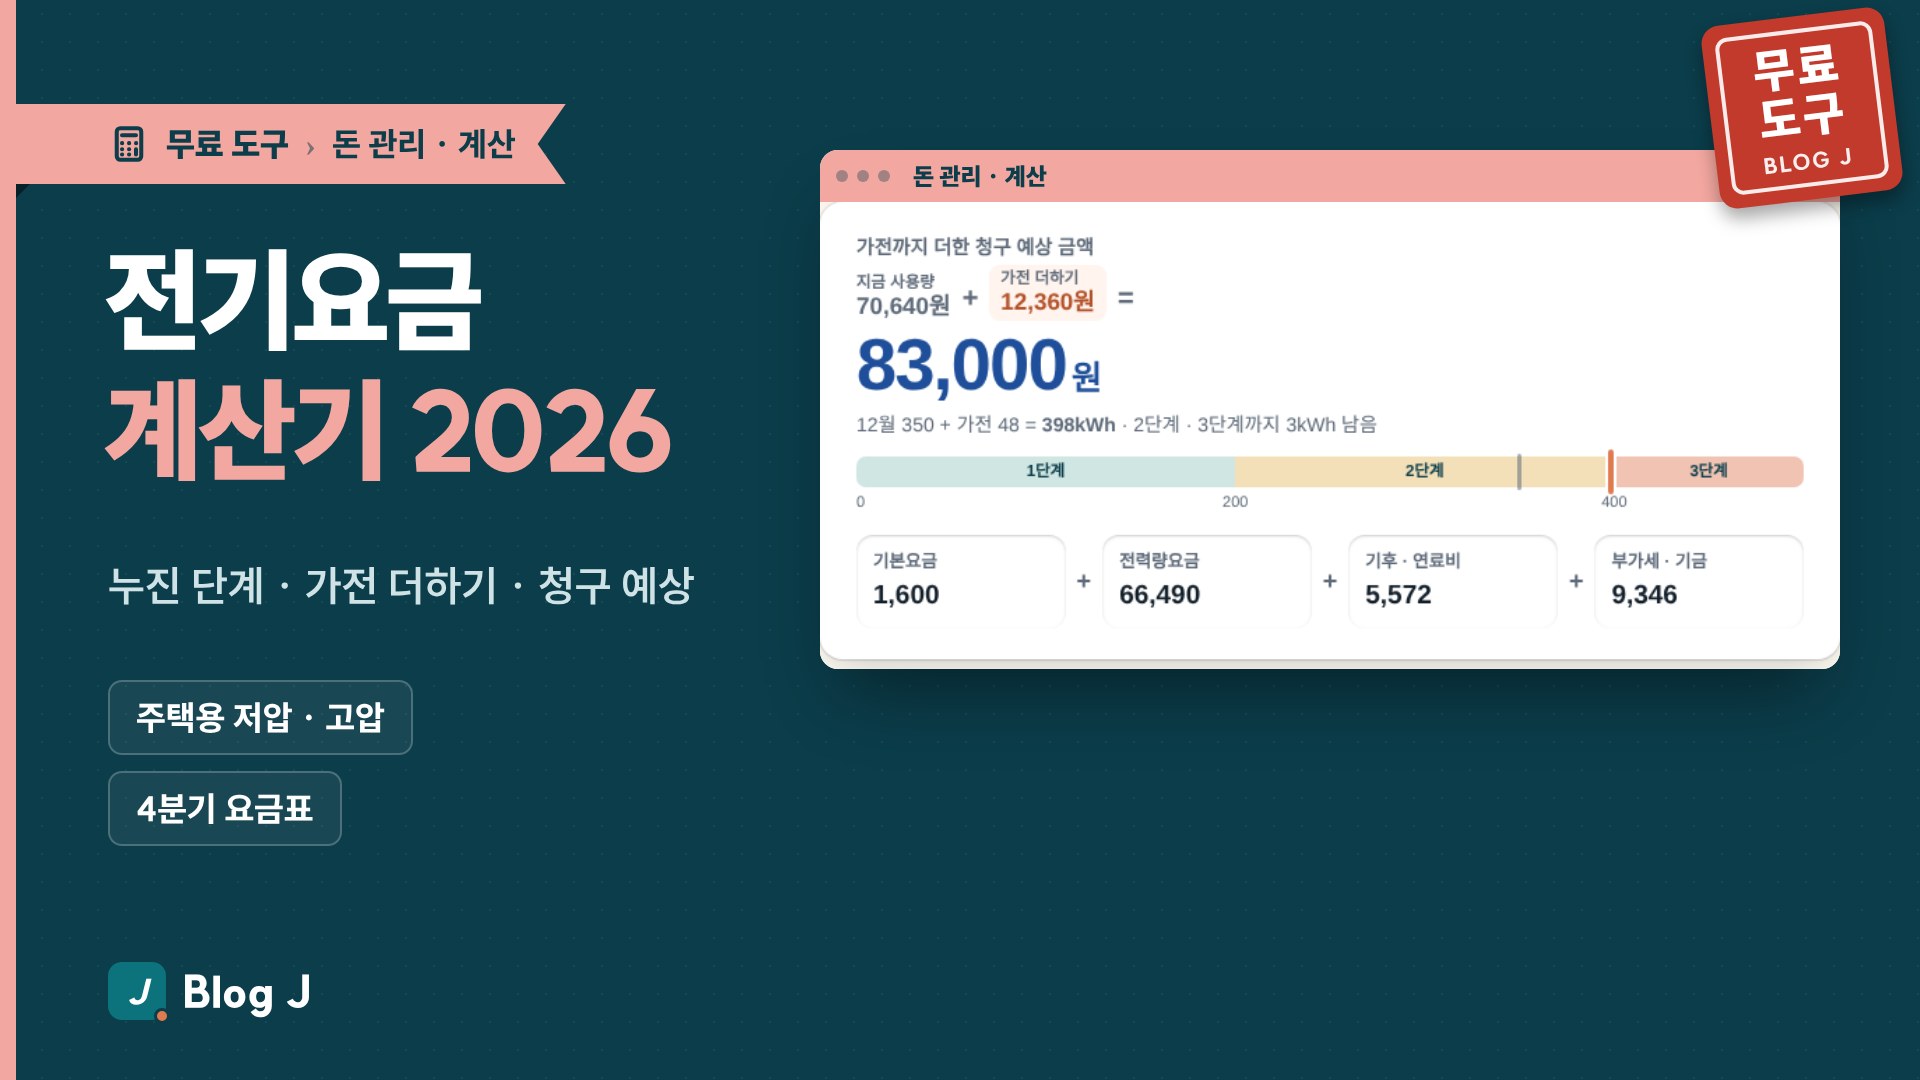 무료 도구 › 돈 관리 · 계산
전기요금
계산기 2026
누진 단계 · 가전 더하기 · 청구 예상
주택용 저압 · 고압
4분기 요금표
J Blog J
무료
도구
BLOG J
돈 관리 · 계산
가전까지 더한 청구 예상 금액
지금 사용량
70,640원
+
가전 더하기
12,360원
=
83,000원
12월 350 + 가전 48 = 398kWh · 2단계 · 3단계까지 3kWh 남음
1단계 2단계 3단계
0 200 400
기본요금 전력량요금 기후 · 연료비 부가세 · 기금
1,600 + 66,490 + 5,572 + 9,346